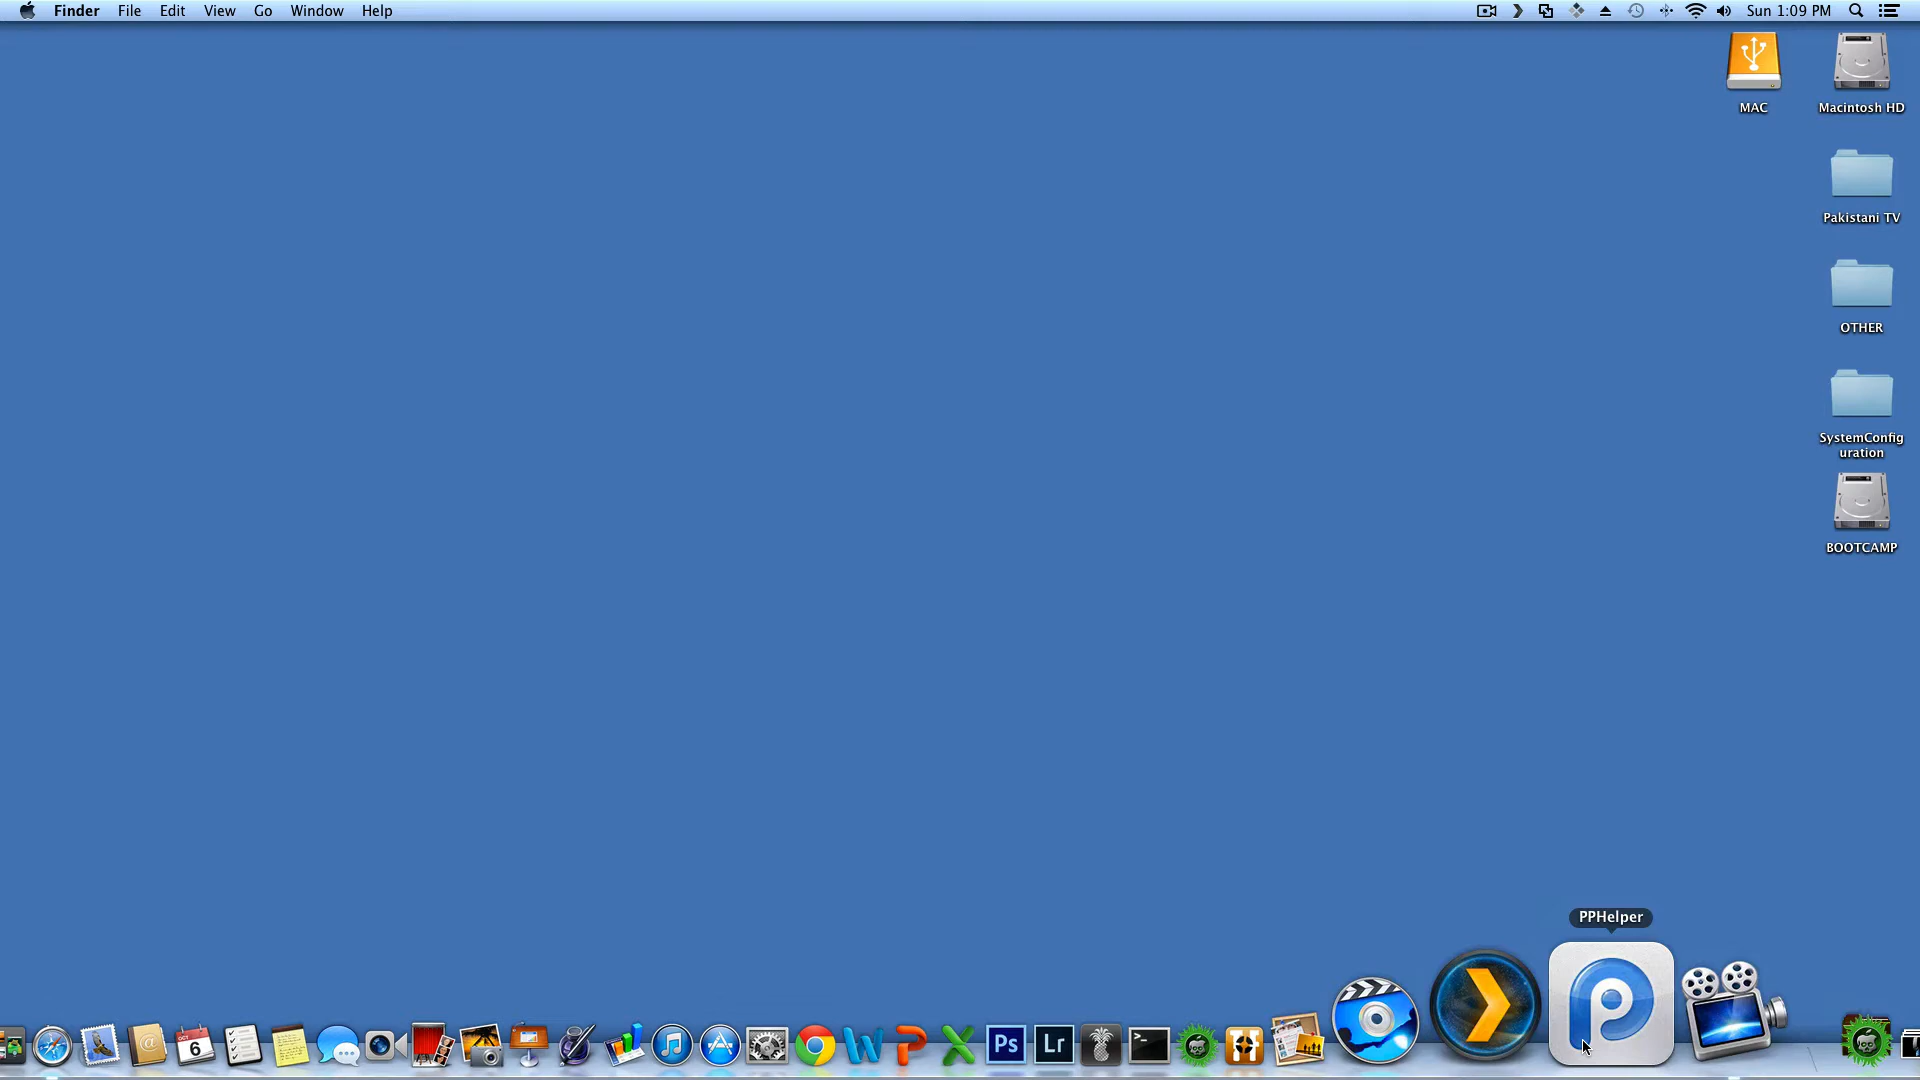 Finder File Edit View Go Window Help Sun 1:09 PM
MAC
Macintosh HD
Pakistani TV
OTHER
SystemConfig
uration
BOOTCAMP
PPHelper
OCT
6
Ps
Lr